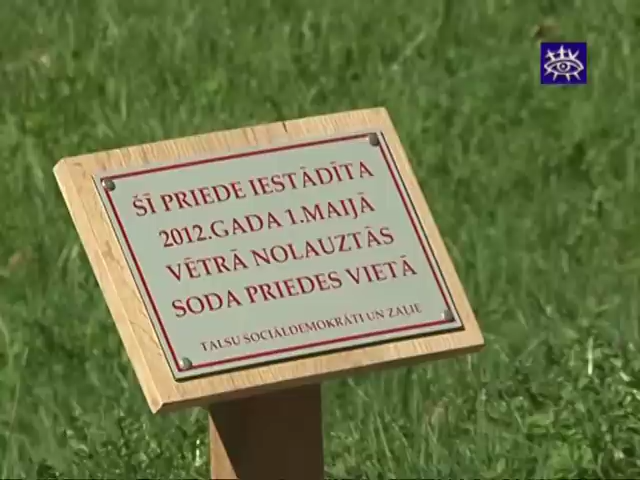 ŠĪ PRIEDE IESTĀDĪTA
2012.GADA 1.MAIJĀ
VĒTRĀ NOLAUZTĀS
SODA PRIEDES VIETĀ
TALSU SOCIĀLDEMOKRĀTI UN ZAĻIE